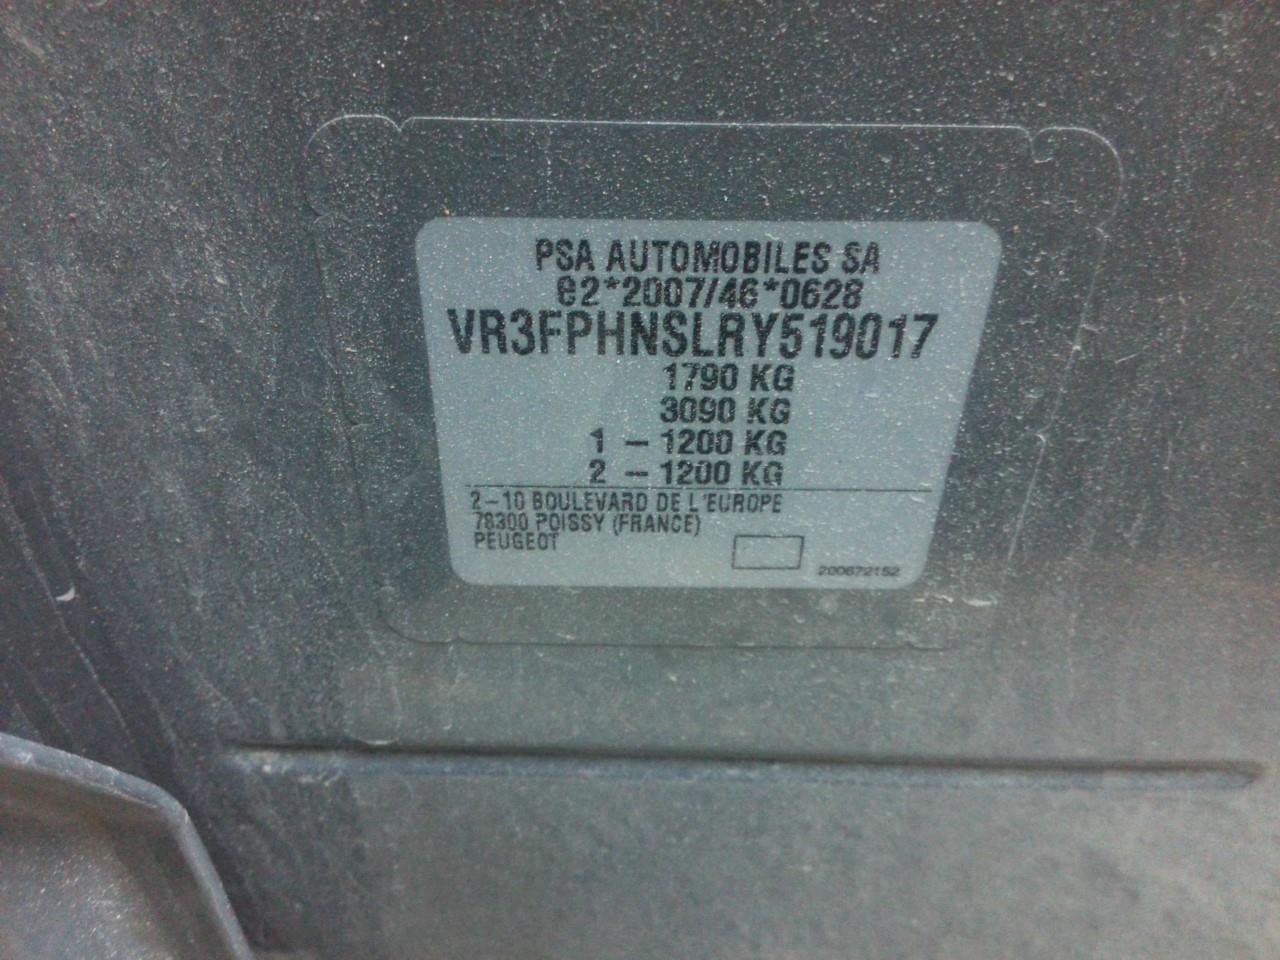 PSA AUTOMOBILES SA
e2*2007/46*0628
VR3FPHNSLRY519017
1790 KG
3090 KG
1 - 1200 KG
2 - 1200 KG
2-10 BOULEVARD DE L'EUROPE
78300 POISSY (FRANCE)
PEUGEOT
200672152